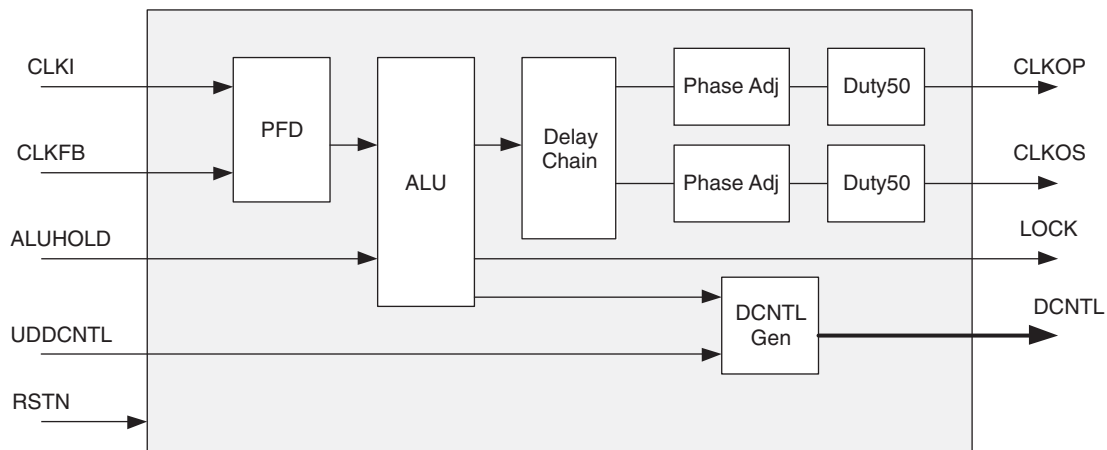 CLKI
CLKFB
ALUHOLD
UDDCNTL
RSTN
PFD
ALU
Delay
Chain
Phase Adj
Duty50
Phase Adj
Duty50
DCNTL
Gen
CLKOP
CLKOS
LOCK
DCNTL